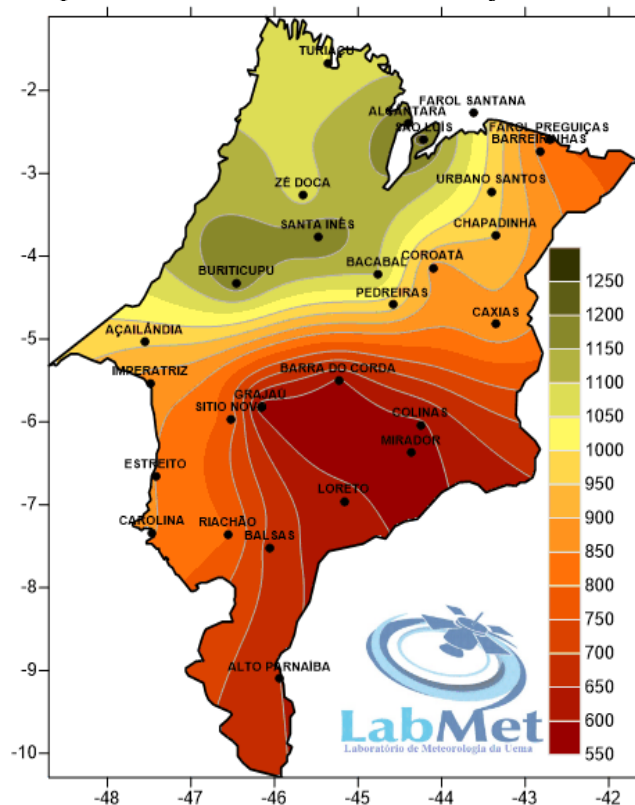 TURIAÇU
-2
FAROL SANTANA
ALCÂNTARA
SÃO LUÍS
FAROL PREGUIÇAS
BARREIRINHAS
-3
ZÉ DOCA
URBANO SANTOS
SANTA INÊS
CHAPADINHA
-4
BACABAL
COROATÁ
BURITICUPU
1250
PEDREIRAS
1200
CAXIAS
-5
AÇAILÂNDIA
1150
IMPERATRIZ
BARRA DO CORDA
1100
GRAJAÚ
SITIO NOVO
COLINAS
1050
-6
MIRADOR
1000
ESTREITO
950
LORETO
-7
900
CAROLINA
RIACHÃO
BALSAS
850
-8
800
750
-9
ALTO PARNAÍBA
700
650
LabMet
600
Laboratório de Meteorologia da Uema
-10
550
-48 -47 -46 -45 -44 -43 -42